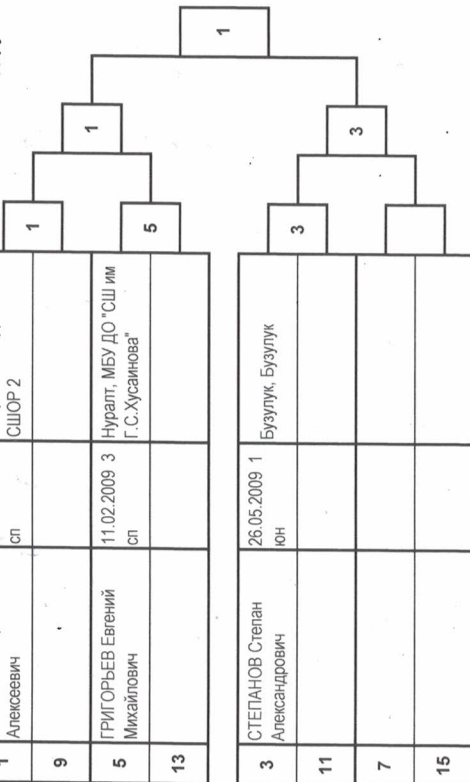 1
Алексеевич
сп
СШОР 2
9
5
ГРИГОРЬЕВ Евгений
Михайлович
11.02.2009 3
сп
Нуралт, МБУ ДО "СШ им
Г.С.Хусаинова"
13
3
СТЕПАНОВ Степан
Александрович
26.05.2009 1
юн
Бузулук, Бузулук
11
7
15
1
5
3
1
3
1